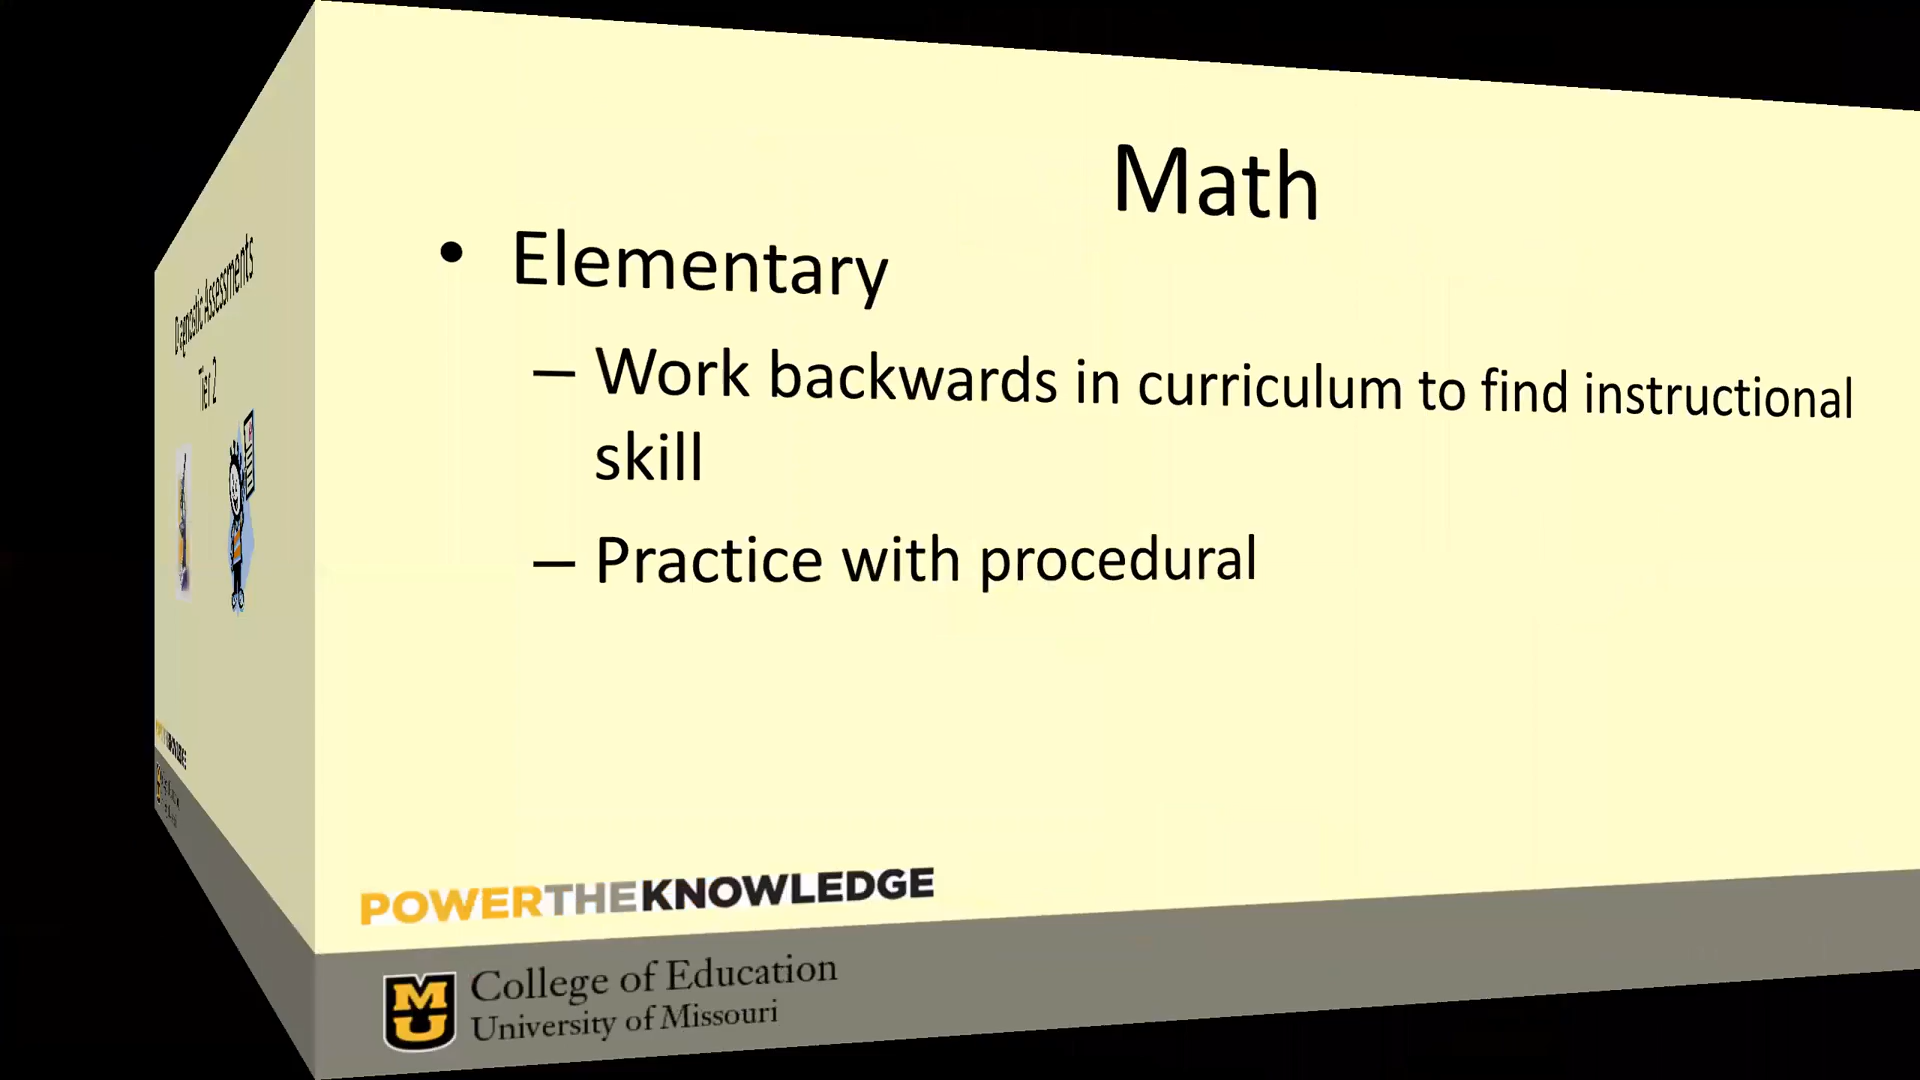 Diagnostic Assessments
Tier 2
Math
• Elementary
– Work backwards in curriculum to find instructional
skill
– Practice with procedural
POWERTHEKNOWLEDGE
MU
College of Education
University of Missouri